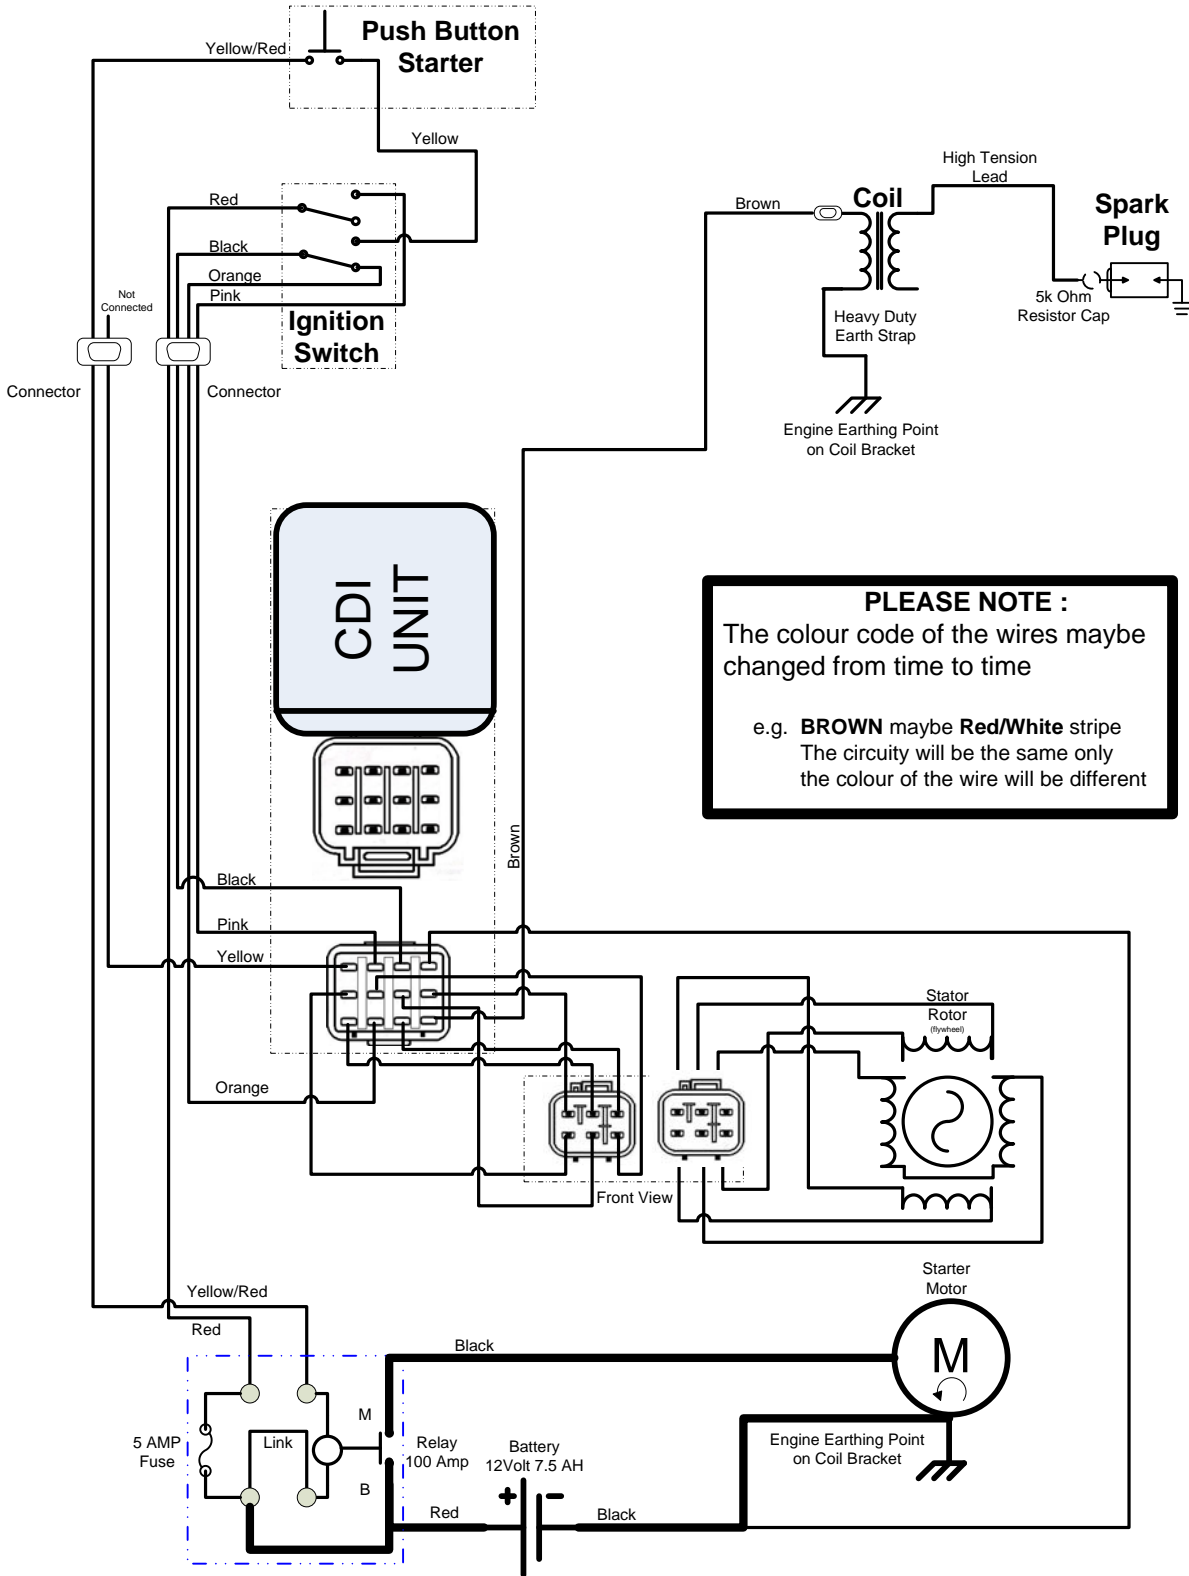 Push Button
Starter
Yellow/Red
Yellow
Red
Black
Orange
Pink
Not
Connected
Ignition
Switch
Connector
Connector
High Tension
Lead
Brown
Coil
Spark
Plug
5k Ohm
Resistor Cap
Heavy Duty
Earth Strap
Engine Earthing Point
on Coil Bracket
CDI
UNIT
PLEASE NOTE :
The colour code of the wires maybe
changed from time to time
e.g. BROWN maybe Red/White stripe
The circuity will be the same only
the colour of the wire will be different
Brown
Black
Pink
Yellow
Orange
Stator
Rotor
(flywheel)
Front View
Starter
Motor
M
Yellow/Red
Red
Black
M
5 AMP
Fuse
Link
Relay
100 Amp
B
Battery
12Volt 7.5 AH
+
−
Red
Black
Engine Earthing Point
on Coil Bracket